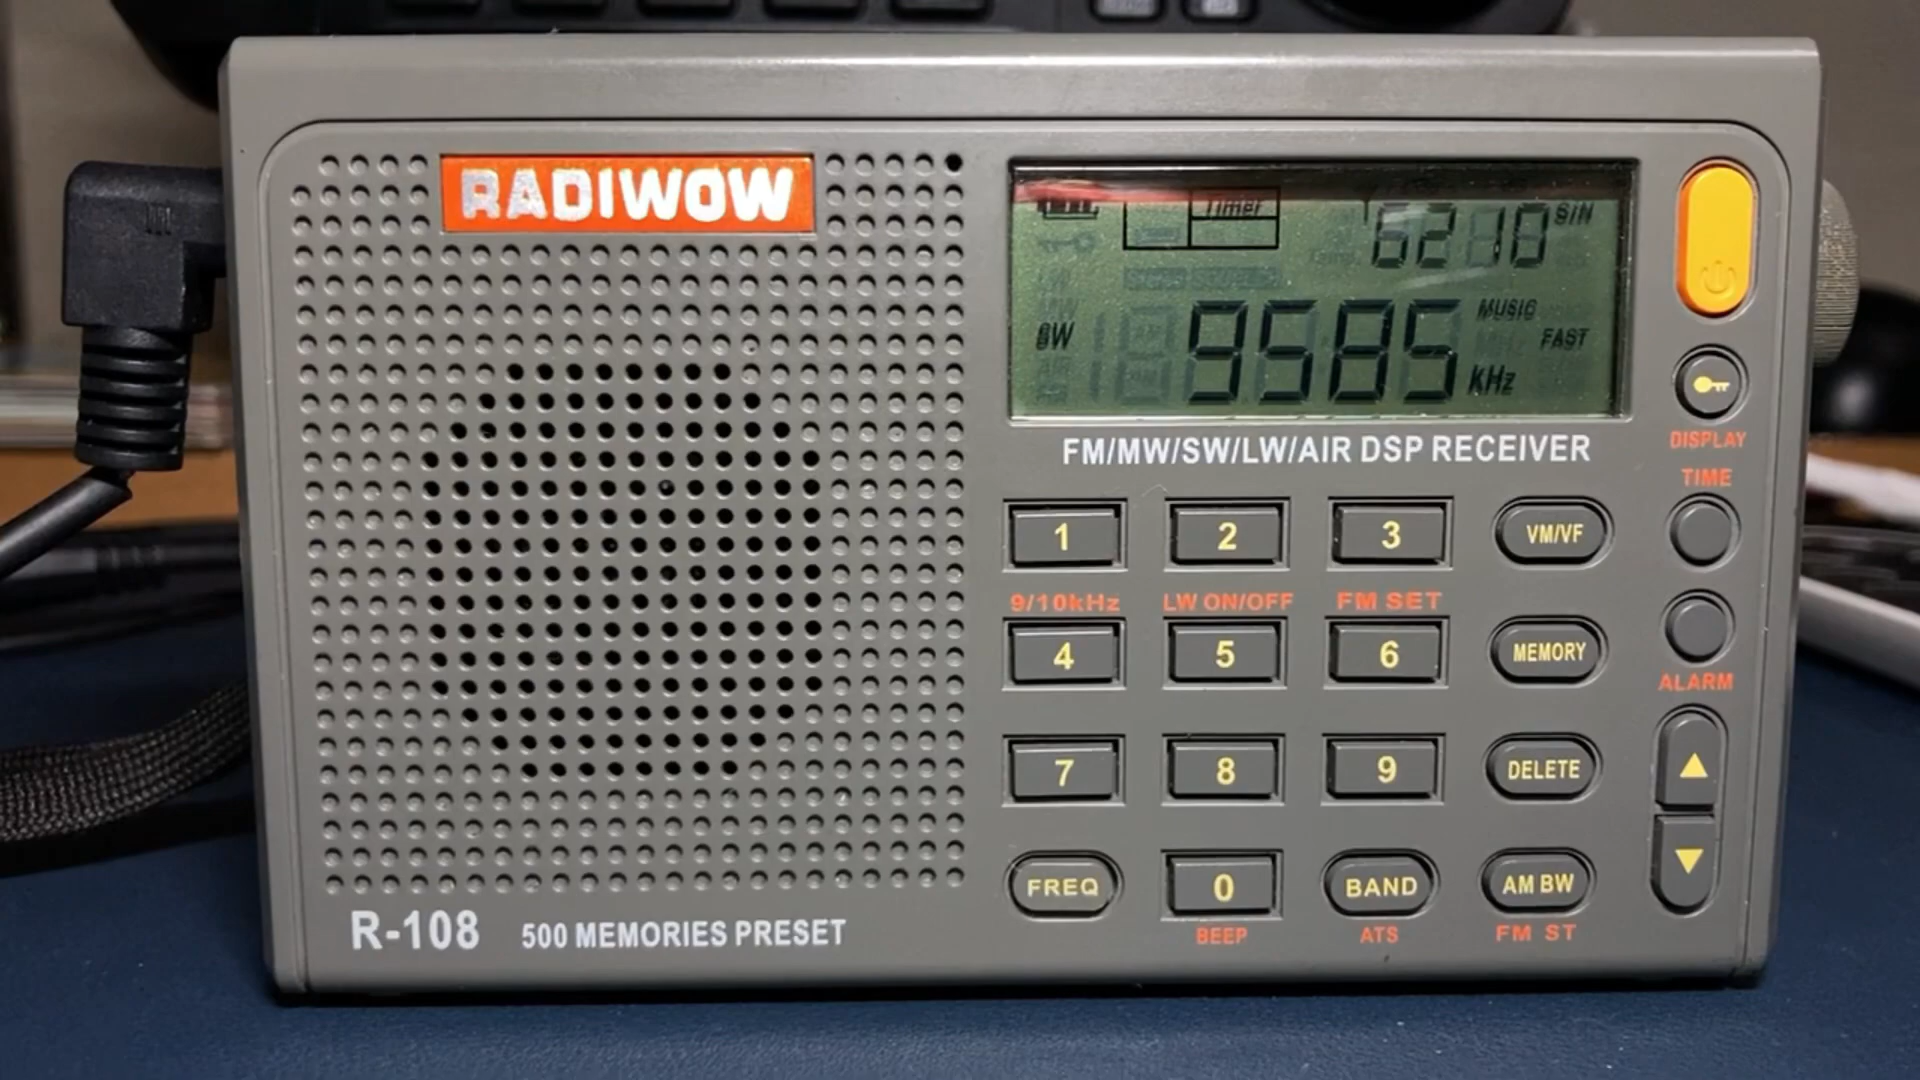 RADIWOW
Timer
6210 S/N
MUSIC
SW 9585 FAST
kHz
DISPLAY
FM/MW/SW/LW/AIR DSP RECEIVER
TIME
1 2 3 VM/VF
9/10kHz LW ON/OFF FM SET
4 5 6 MEMORY
ALARM
7 8 9 DELETE
FREQ 0 BAND AM BW
BEEP ATS FM ST
R-108 500 MEMORIES PRESET